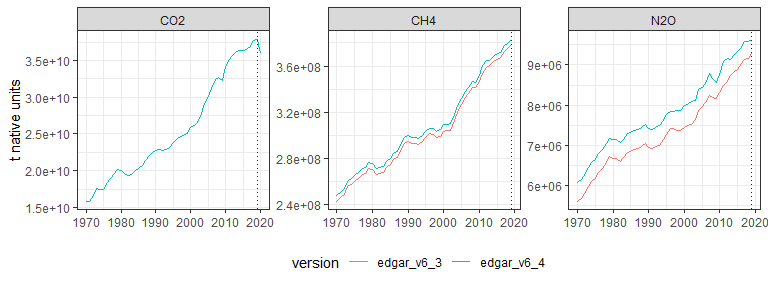 CO2 CH4 N2O
t native units
3.5e+10
3.0e+10
2.5e+10
2.0e+10
1.5e+10
3.6e+08
3.2e+08
2.8e+08
2.4e+08
9e+06
8e+06
7e+06
6e+06
1970 1980 1990 2000 2010 2020 1970 1980 1990 2000 2010 2020 1970 1980 1990 2000 2010 2020
version edgar_v6_3 edgar_v6_4